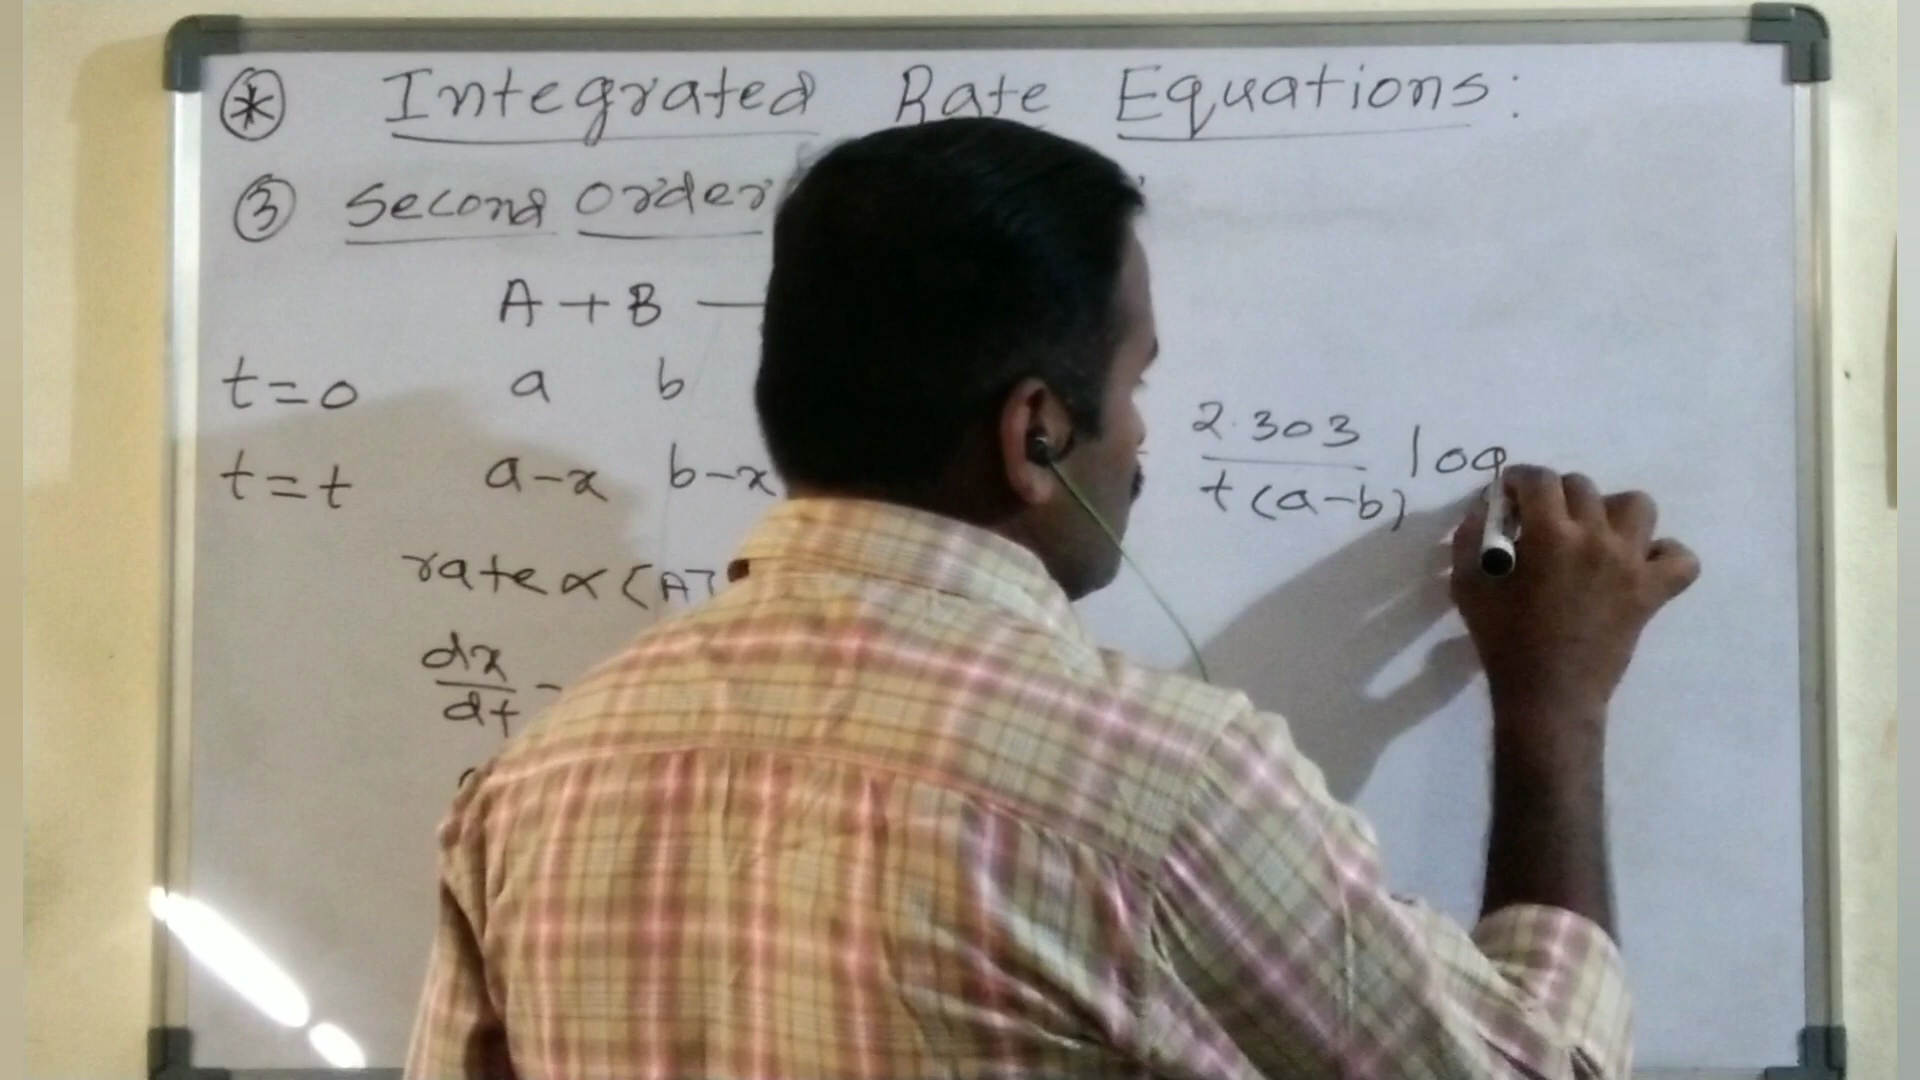 * Integrated Rate Equations:
3 Second order
A + B —
t = 0 a b
t = t a-x b-x
rate ∝ [A]
dx/dt =
2.303 / t(a-b) log